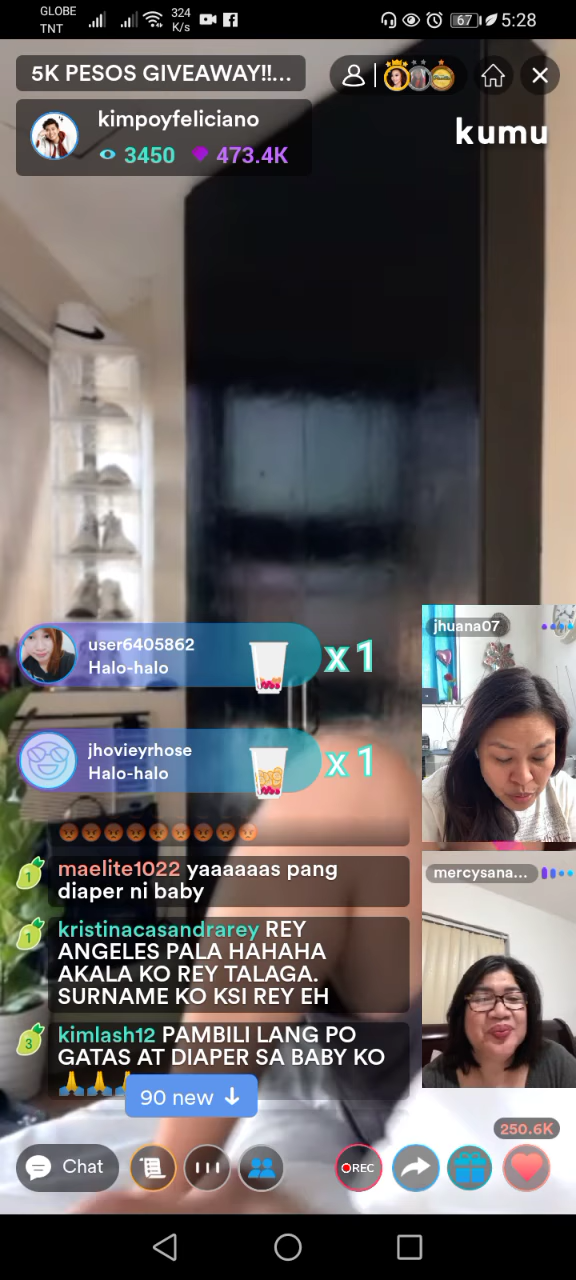 GLOBE
TNT
324
K/s
67
5:28
5K PESOS GIVEAWAY!!...
kimpoyfeliciano
3450
473.4K
kumu
jhuana07
user6405862
Halo-halo
x 1
jhovieyrhose
Halo-halo
x 1
mercysana...
1
maelite1022 yaaaaaas pang
diaper ni baby
1
kristinacasandrarey REY
ANGELES PALA HAHAHA
AKALA KO REY TALAGA.
SURNAME KO KSI REY EH
3
kimlash12 PAMBILI LANG PO
GATAS AT DIAPER SA BABY KO
🙏🙏🙏
90 new ↓
250.6K
Chat
REC